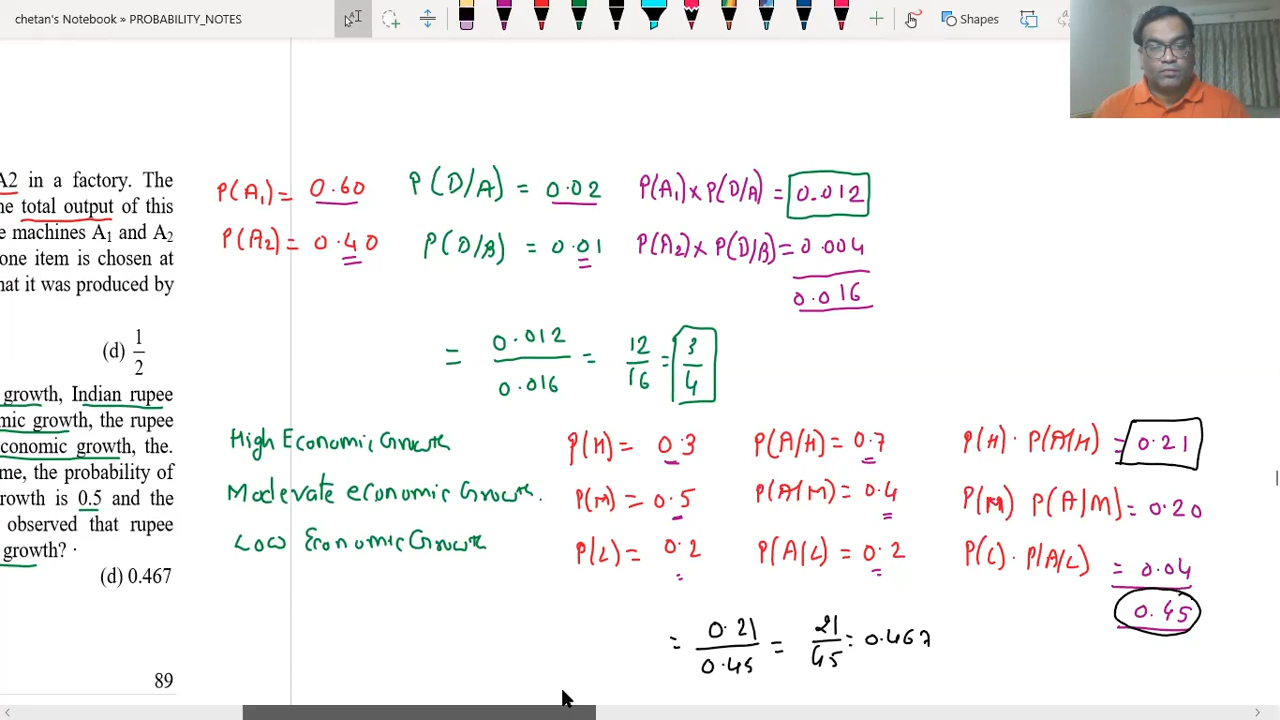 chetan's Notebook » PROBABILITY_NOTES
Shapes
A2 in a factory. The
he total output of this
e machines A1 and A2
one item is chosen at
hat it was produced by
(d) 1/2
growth, Indian rupee
mic growth, the rupee
conomic growth, the.
me, the probability of
rowth is 0.5 and the
observed that rupee
growth?
(d) 0.467
89
P(A1)= 0.60 P(D/A) = 0.02 P(A1)xP(D/A) = 0.012
P(A2)= 0.40 P(D/B) = 0.01 P(A2)xP(D/B)=0.004
0.016
= 0.012/0.016 = 12/16 = 3/4
High Economic Growth P(H)= 0.3 P(A/H)= 0.7 P(H). P(A/H) = 0.21
Moderate economic Growth. P(M) = 0.5 P(A/M)= 0.4 P(M) P(A/M)= 0.20
Low Economic Growth P(L)= 0.2 P(A/L) = 0.2 P(L). P(A/L) = 0.04
0.45
= 0.21/0.45 = 21/45 = 0.467